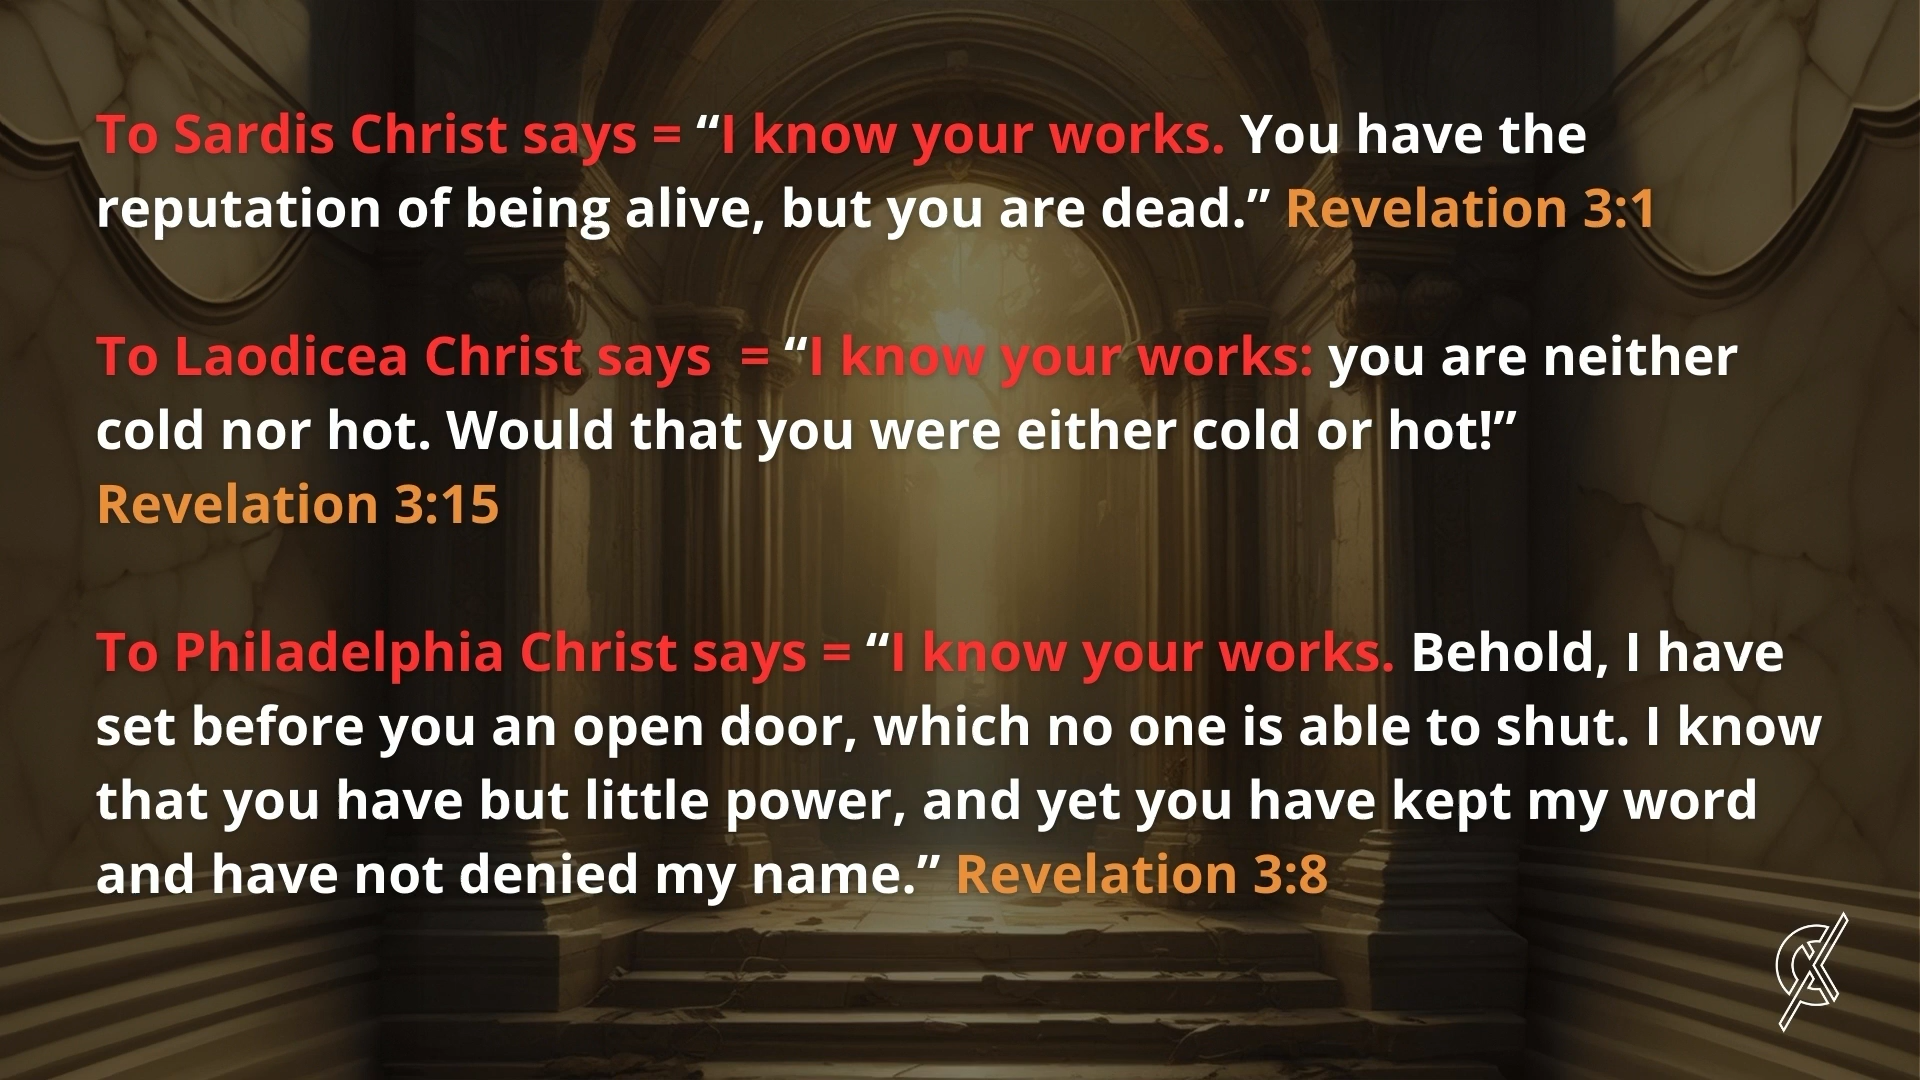 To Sardis Christ says = “I know your works. You have the
reputation of being alive, but you are dead.” Revelation 3:1
To Laodicea Christ says  = “I know your works: you are neither
cold nor hot. Would that you were either cold or hot!”
Revelation 3:15
To Philadelphia Christ says = “I know your works. Behold, I have
set before you an open door, which no one is able to shut. I know
that you have but little power, and yet you have kept my word
and have not denied my name.” Revelation 3:8